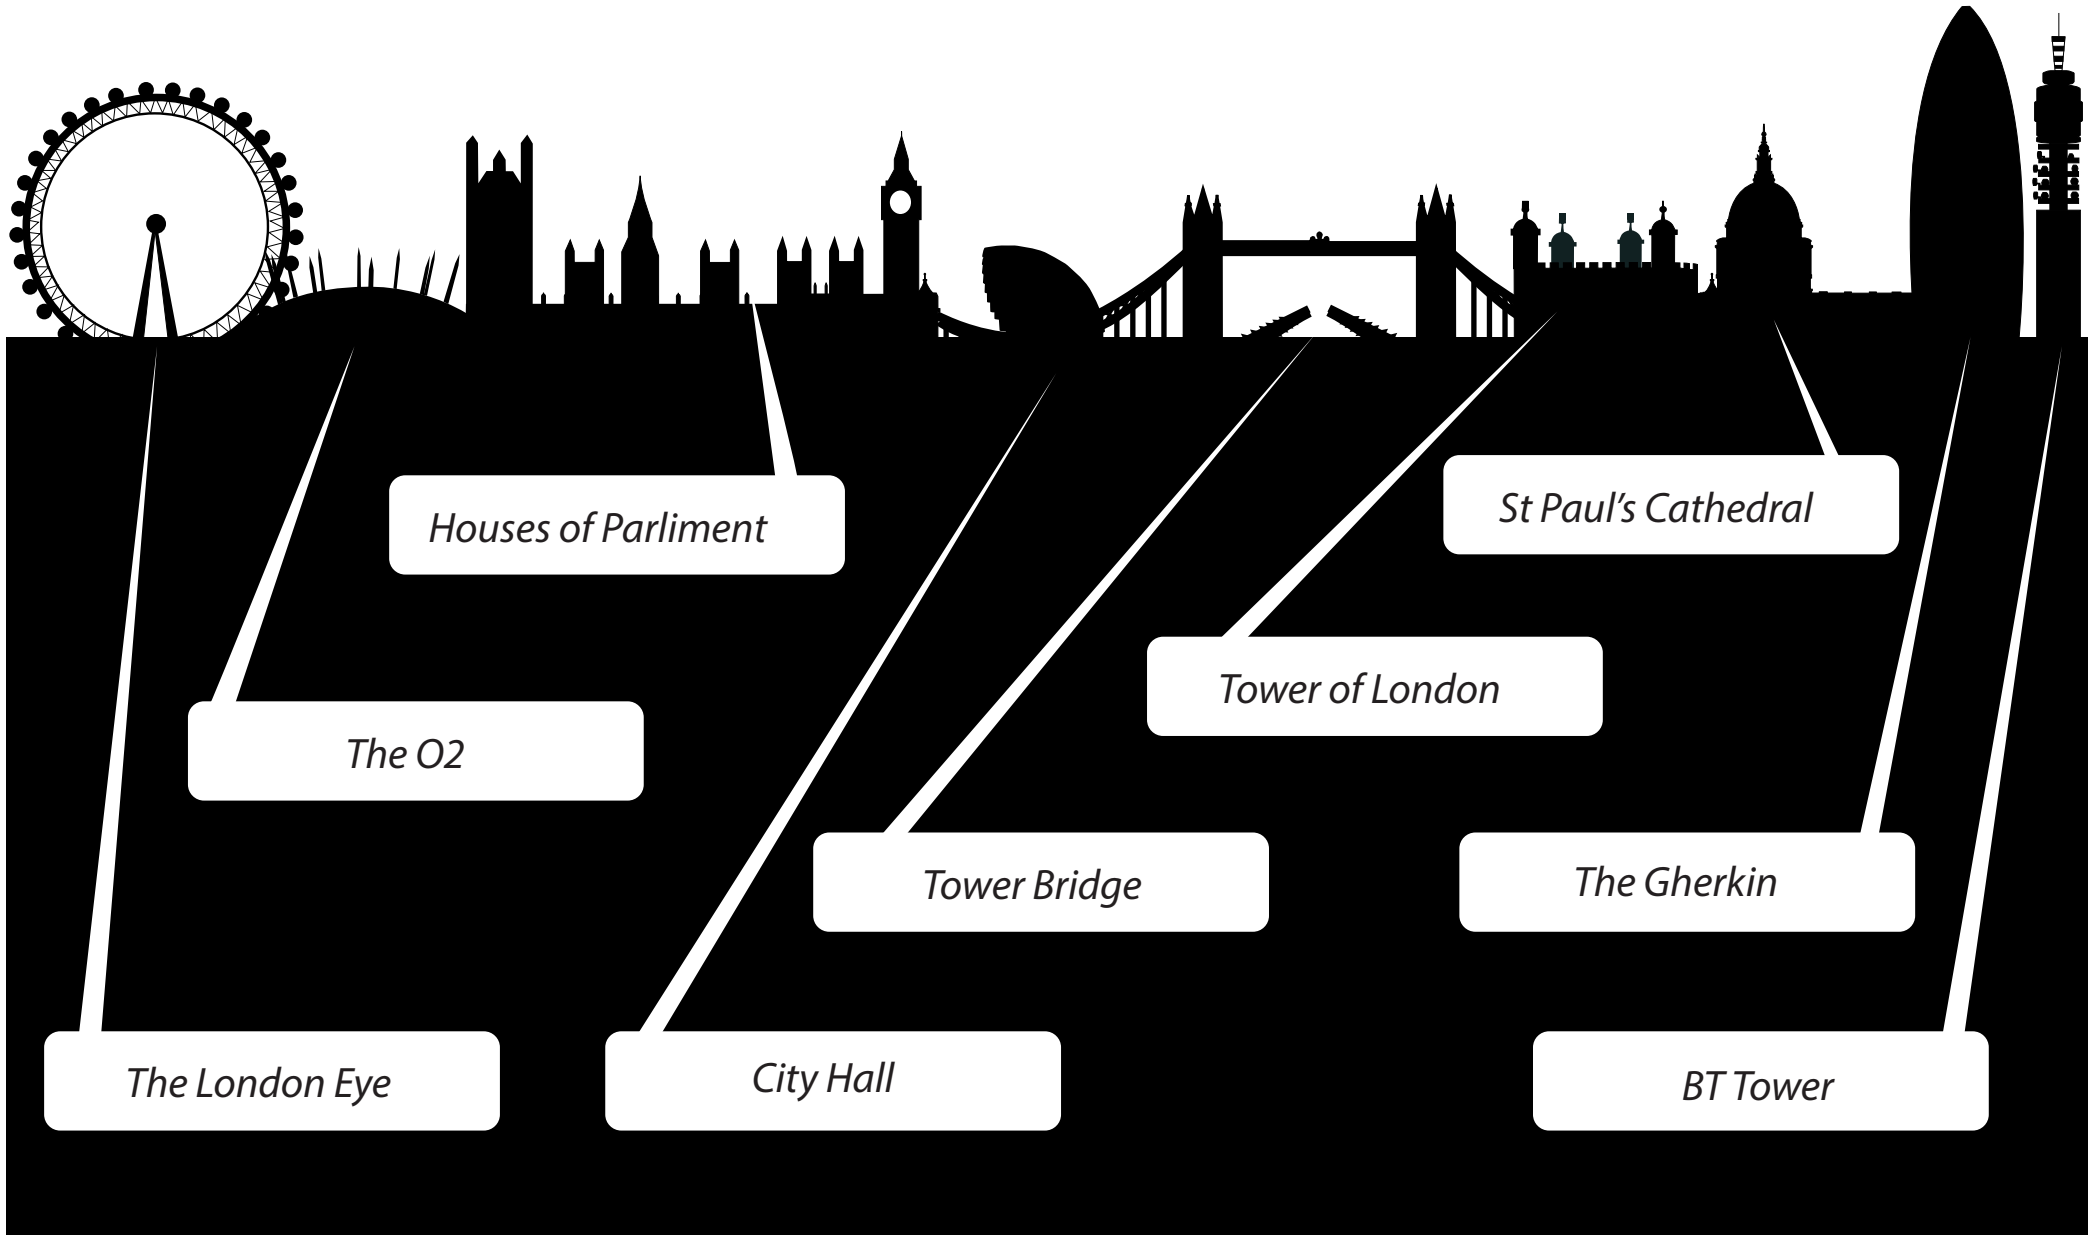 St Paul’s Cathedral
Houses of Parliment
Tower of London
The O2
The Gherkin
Tower Bridge
City Hall
The London Eye
BT Tower